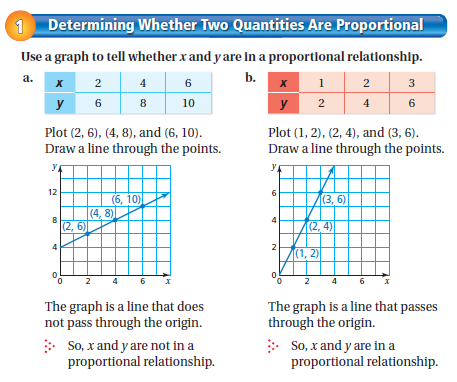 1 Determining Whether Two Quantities Are Proportional
Use a graph to tell whether x and y are in a proportional relationship.
a.
x 2 4 6
y 6 8 10
Plot (2, 6), (4, 8), and (6, 10).
Draw a line through the points.
y
12
8
4
0
0 2 4 6 x
(6, 10)
(4, 8)
(2, 6)
The graph is a line that does
not pass through the origin.
So, x and y are not in a
proportional relationship.
b.
x 1 2 3
y 2 4 6
Plot (1, 2), (2, 4), and (3, 6).
Draw a line through the points.
y
6
4
2
0
0 2 4 6 x
(3, 6)
(2, 4)
(1, 2)
The graph is a line that passes
through the origin.
So, x and y are in a
proportional relationship.